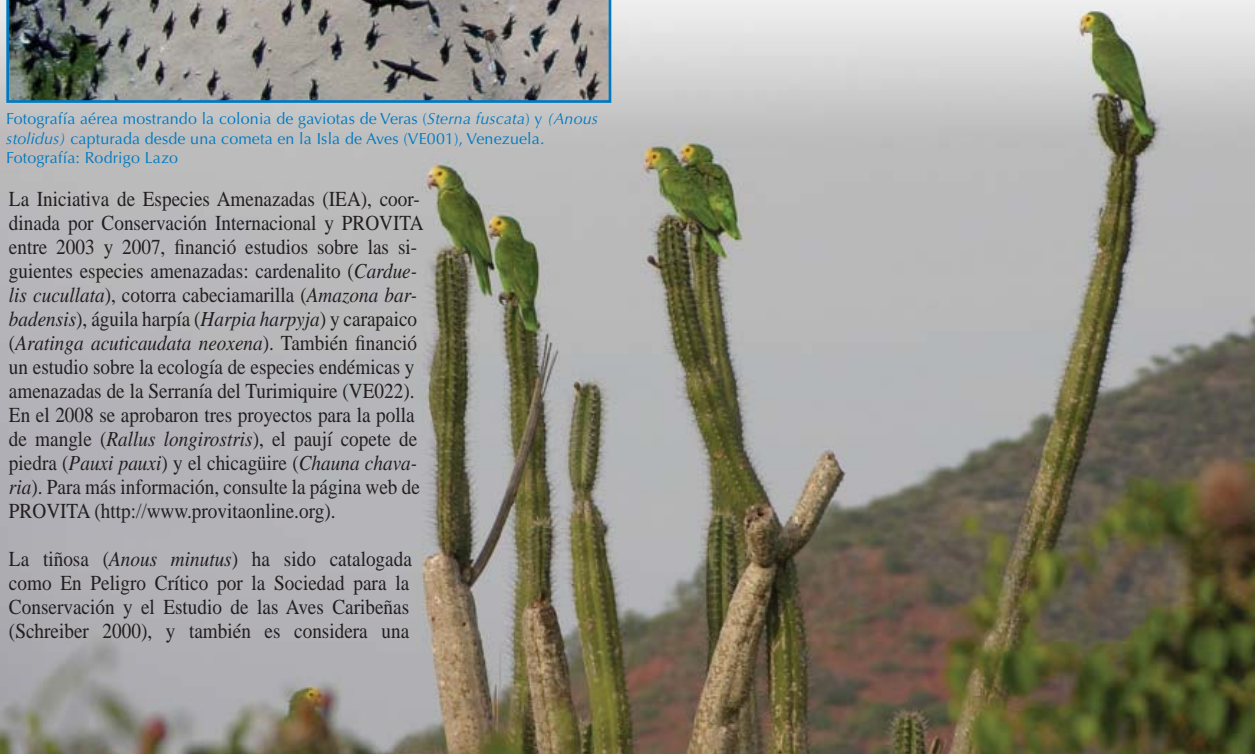 Fotografía aérea mostrando la colonia de gaviotas de Veras (Sterna fuscata) y (Anous
stolidus) capturada desde una cometa en la Isla de Aves (VE001), Venezuela.
Fotografía: Rodrigo Lazo
La Iniciativa de Especies Amenazadas (IEA), coor-
dinada por Conservación Internacional y PROVITA
entre 2003 y 2007, financió estudios sobre las si-
guientes especies amenazadas: cardenalito (Cardue-
lis cucullata), cotorra cabeciamarilla (Amazona bar-
badensis), águila harpía (Harpia harpyja) y carapaico
(Aratinga acuticaudata neoxena). También financió
un estudio sobre la ecología de especies endémicas y
amenazadas de la Serranía del Turimiquire (VE022).
En el 2008 se aprobaron tres proyectos para la polla
de mangle (Rallus longirostris), el paují copete de
piedra (Pauxi pauxi) y el chicagüire (Chauna chava-
ria). Para más información, consulte la página web de
PROVITA (http://www.provitaonline.org).
La tiñosa (Anous minutus) ha sido catalogada
como En Peligro Crítico por la Sociedad para la
Conservación y el Estudio de las Aves Caribeñas
(Schreiber 2000), y también es considera una